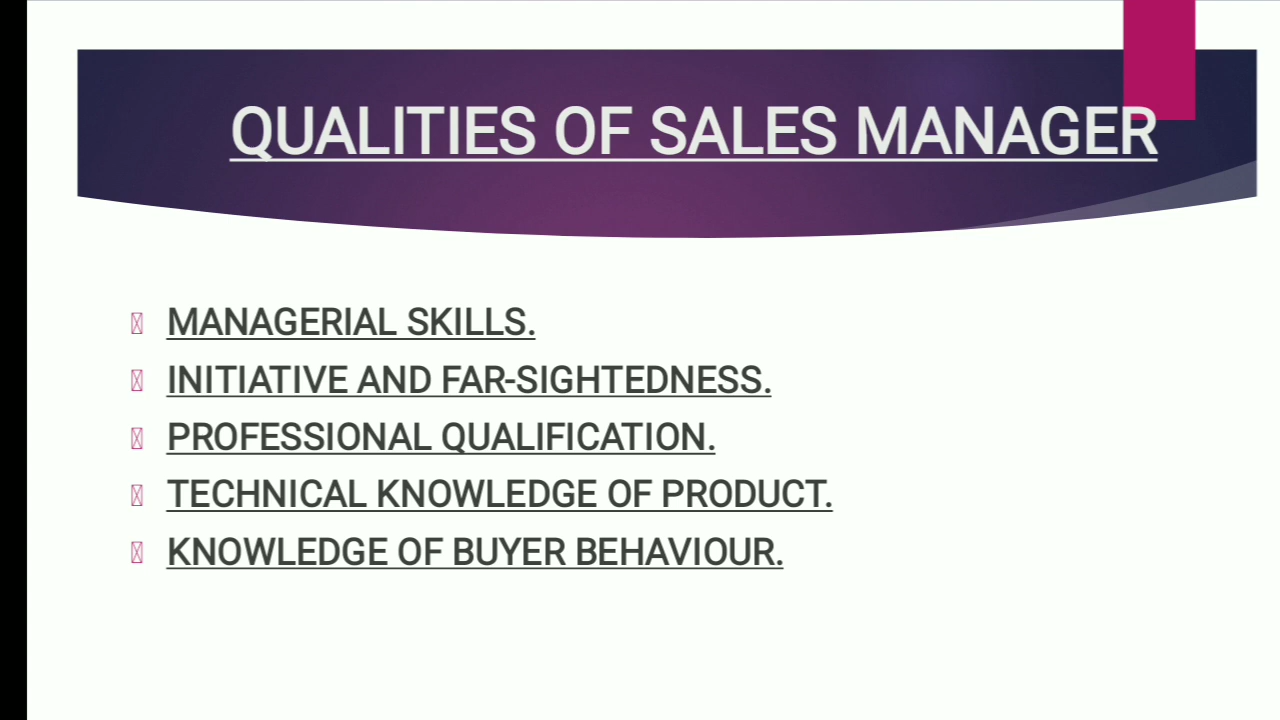 QUALITIES OF SALES MANAGER
MANAGERIAL SKILLS.
INITIATIVE AND FAR-SIGHTEDNESS.
PROFESSIONAL QUALIFICATION.
TECHNICAL KNOWLEDGE OF PRODUCT.
KNOWLEDGE OF BUYER BEHAVIOUR.